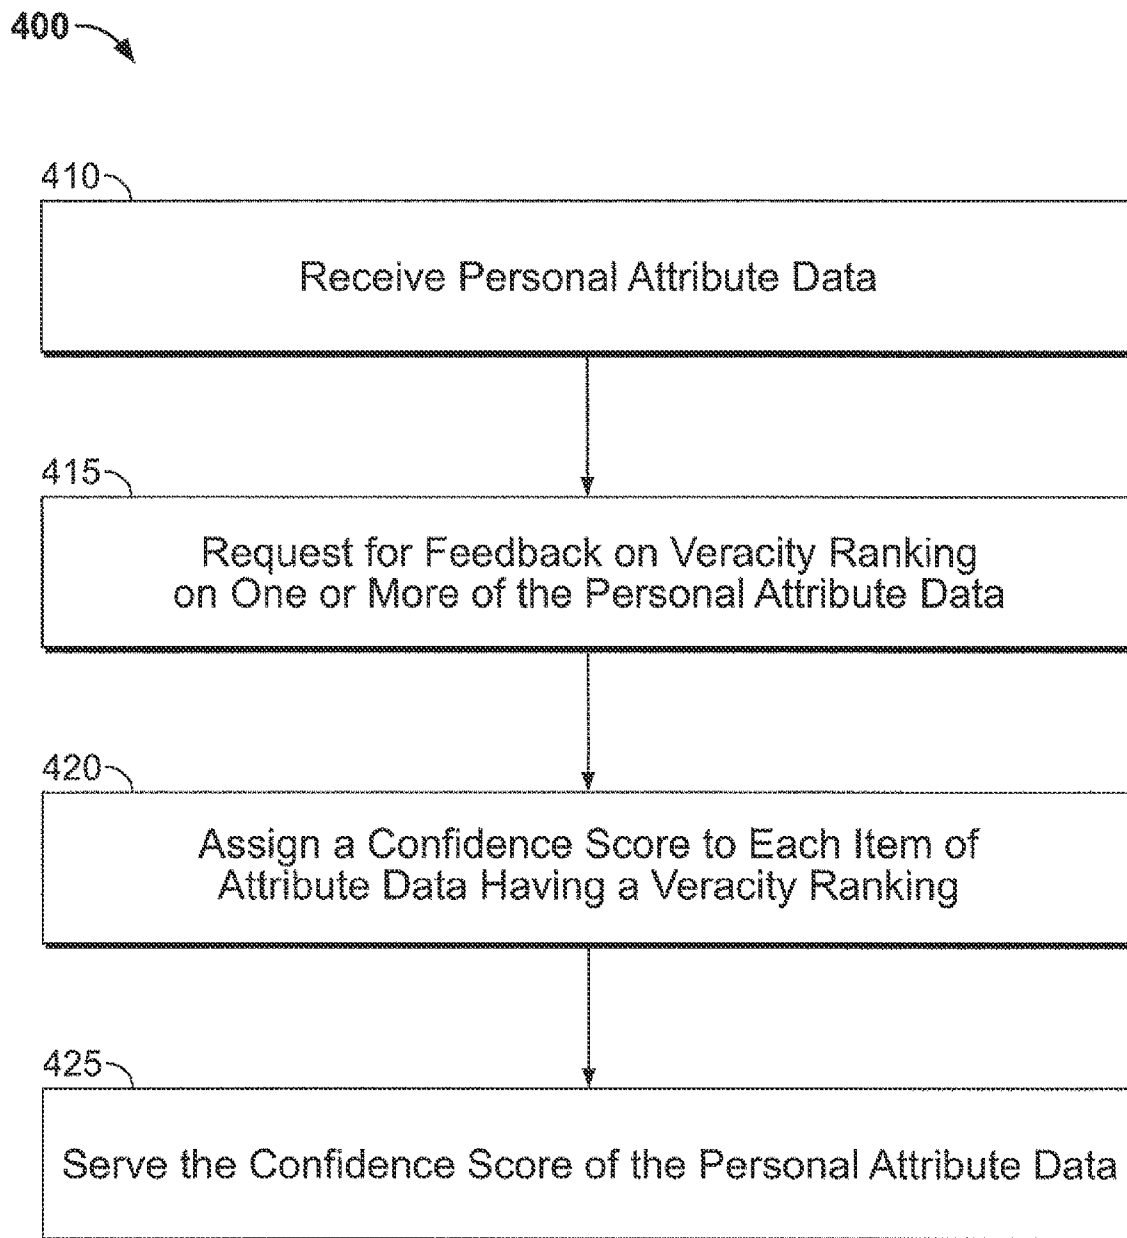 400
410
Receive Personal Attribute Data
415
Request for Feedback on Veracity Ranking
on One or More of the Personal Attribute Data
420
Assign a Confidence Score to Each Item of
Attribute Data Having a Veracity Ranking
425
Serve the Confidence Score of the Personal Attribute Data